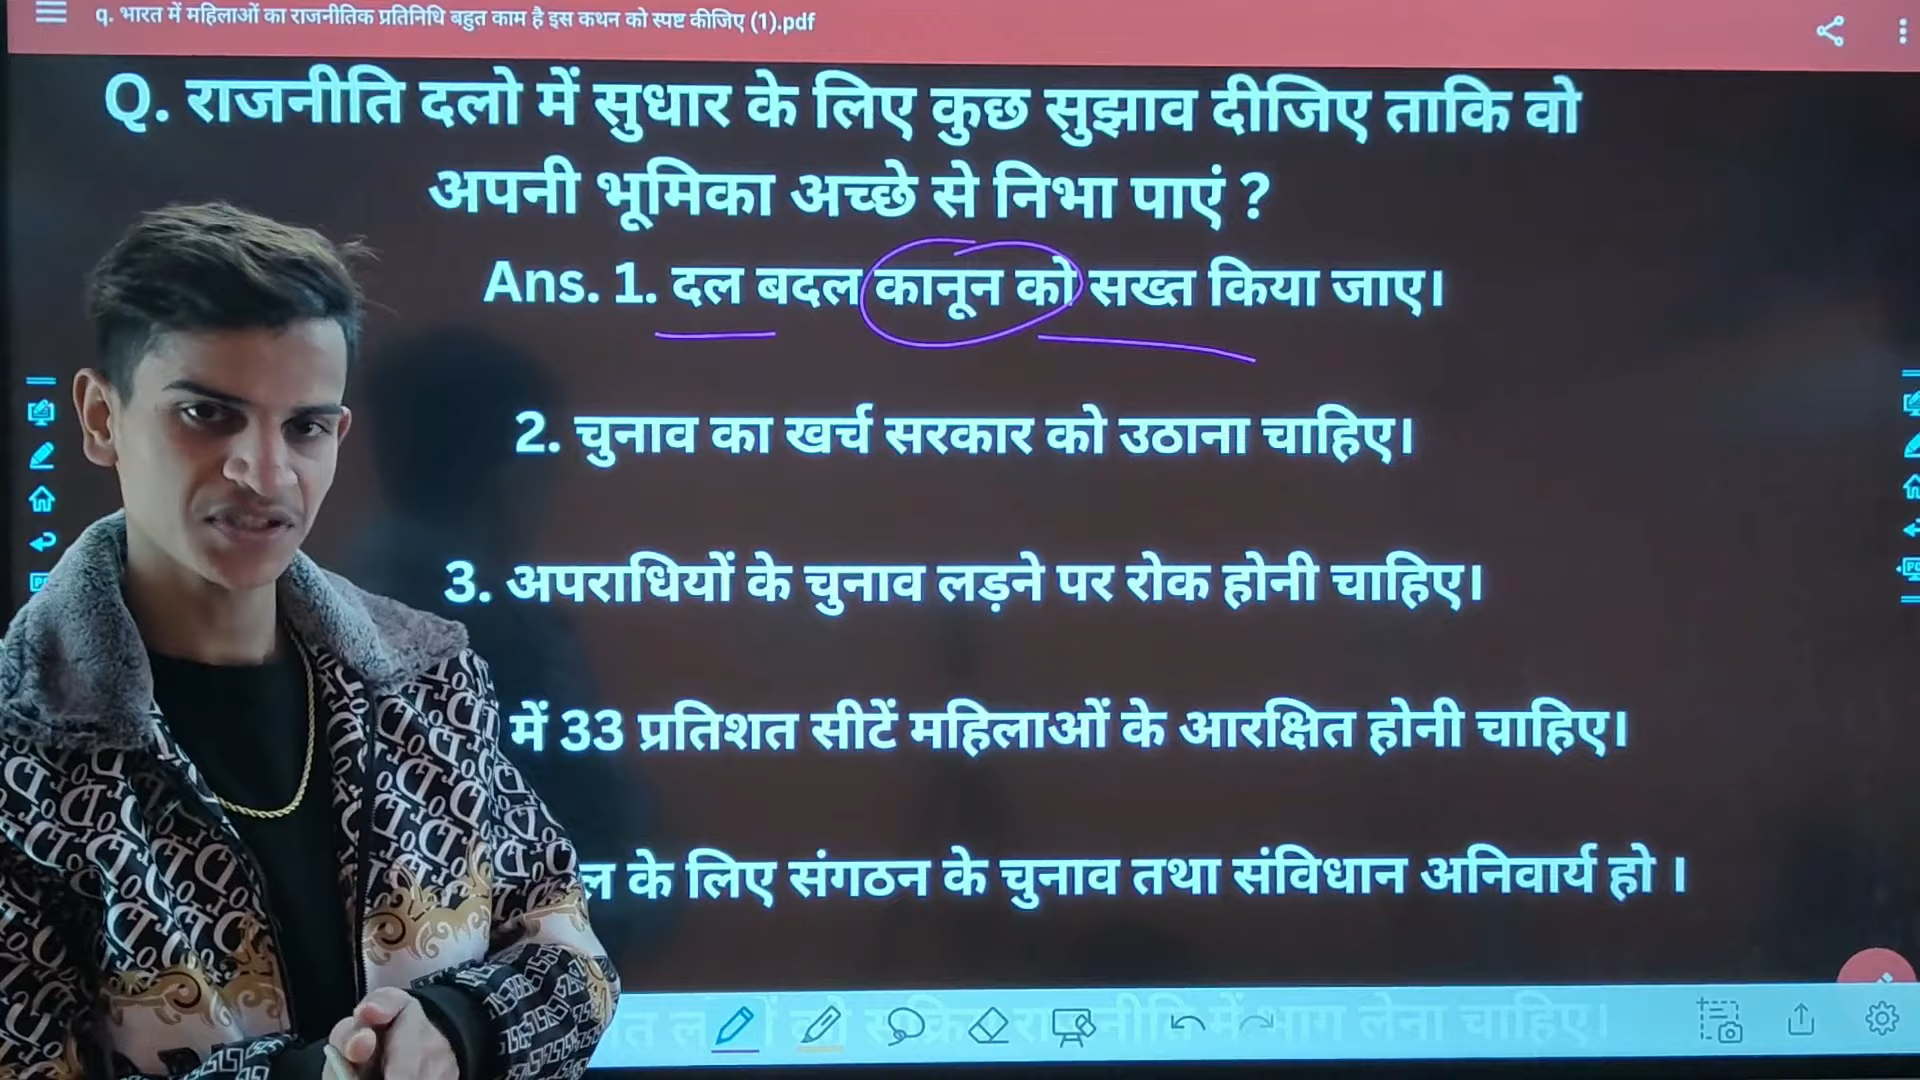 q. भारत में महिलाओं का राजनीतिक प्रतिनिधि बहुत काम है इस कथन को स्पष्ट कीजिए (1).pdf
Q. राजनीति दलो में सुधार के लिए कुछ सुझाव दीजिए ताकि वो
अपनी भूमिका अच्छे से निभा पाएं ?
Ans. 1. दल बदल कानून को सख्त किया जाए।
2. चुनाव का खर्च सरकार को उठाना चाहिए।
3. अपराधियों के चुनाव लड़ने पर रोक होनी चाहिए।
में 33 प्रतिशत सीटें महिलाओं के आरक्षित होनी चाहिए।
के लिए संगठन के चुनाव तथा संविधान अनिवार्य हो ।
में भाग लेना चाहिए।